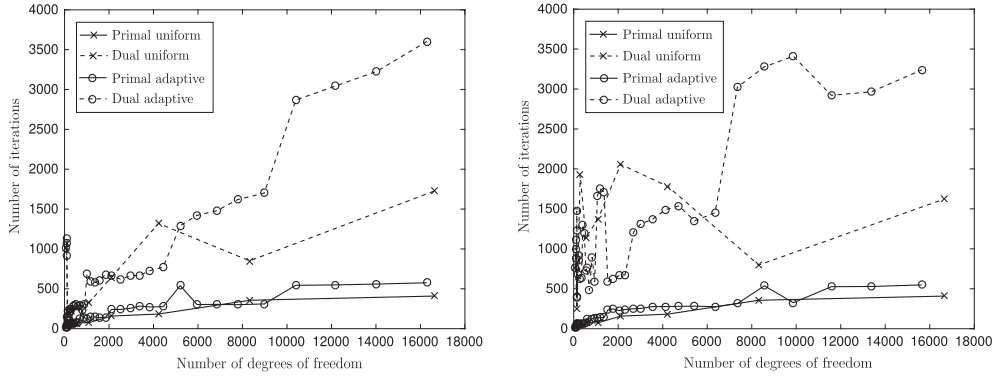 4000
3500
3000
2500
2000
1500
1000
500
0
Number of iterations
Primal uniform
Dual uniform
Primal adaptive
Dual adaptive
0 2000 4000 6000 8000 10000 12000 14000 16000 18000
Number of degrees of freedom
4000
3500
3000
2500
2000
1500
1000
500
0
Number of iterations
Primal uniform
Dual uniform
Primal adaptive
Dual adaptive
0 2000 4000 6000 8000 10000 12000 14000 16000 18000
Number of degrees of freedom